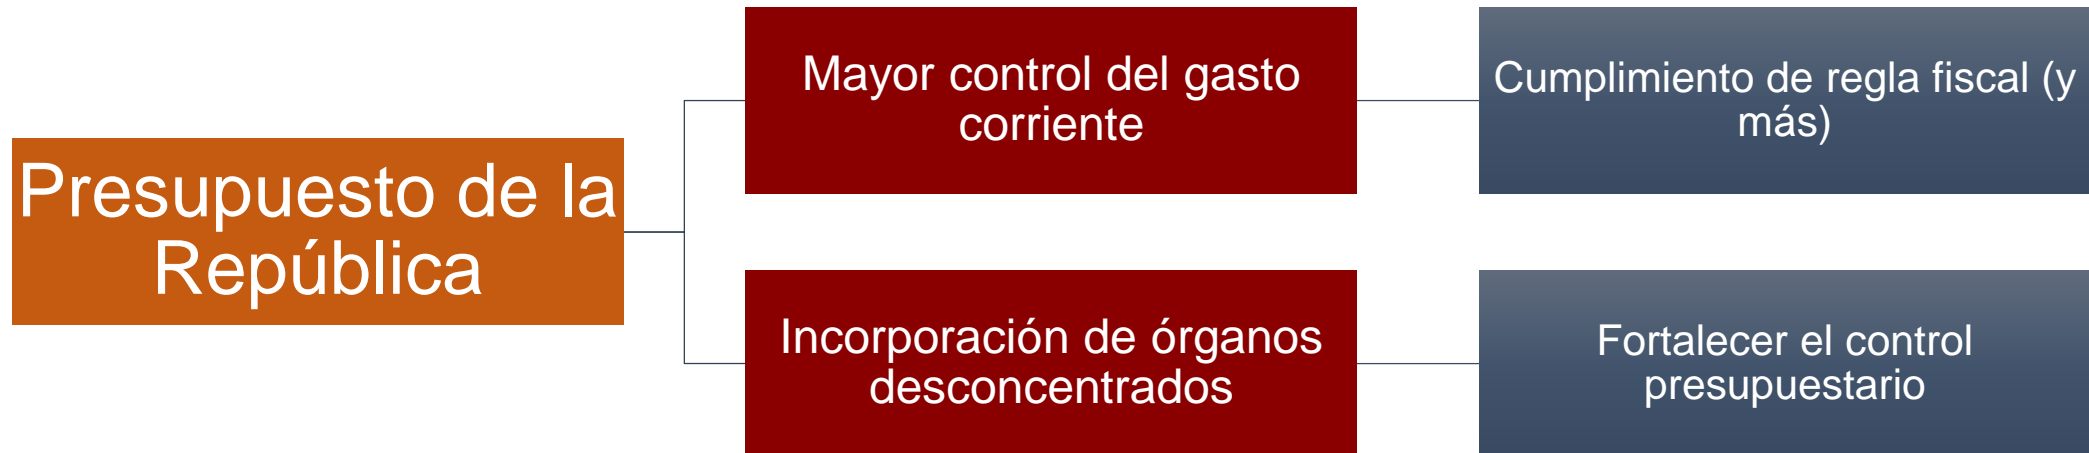 Presupuesto de la
República
Mayor control del gasto
corriente
Cumplimiento de regla fiscal (y
más)
Incorporación de órganos
desconcentrados
Fortalecer el control
presupuestario